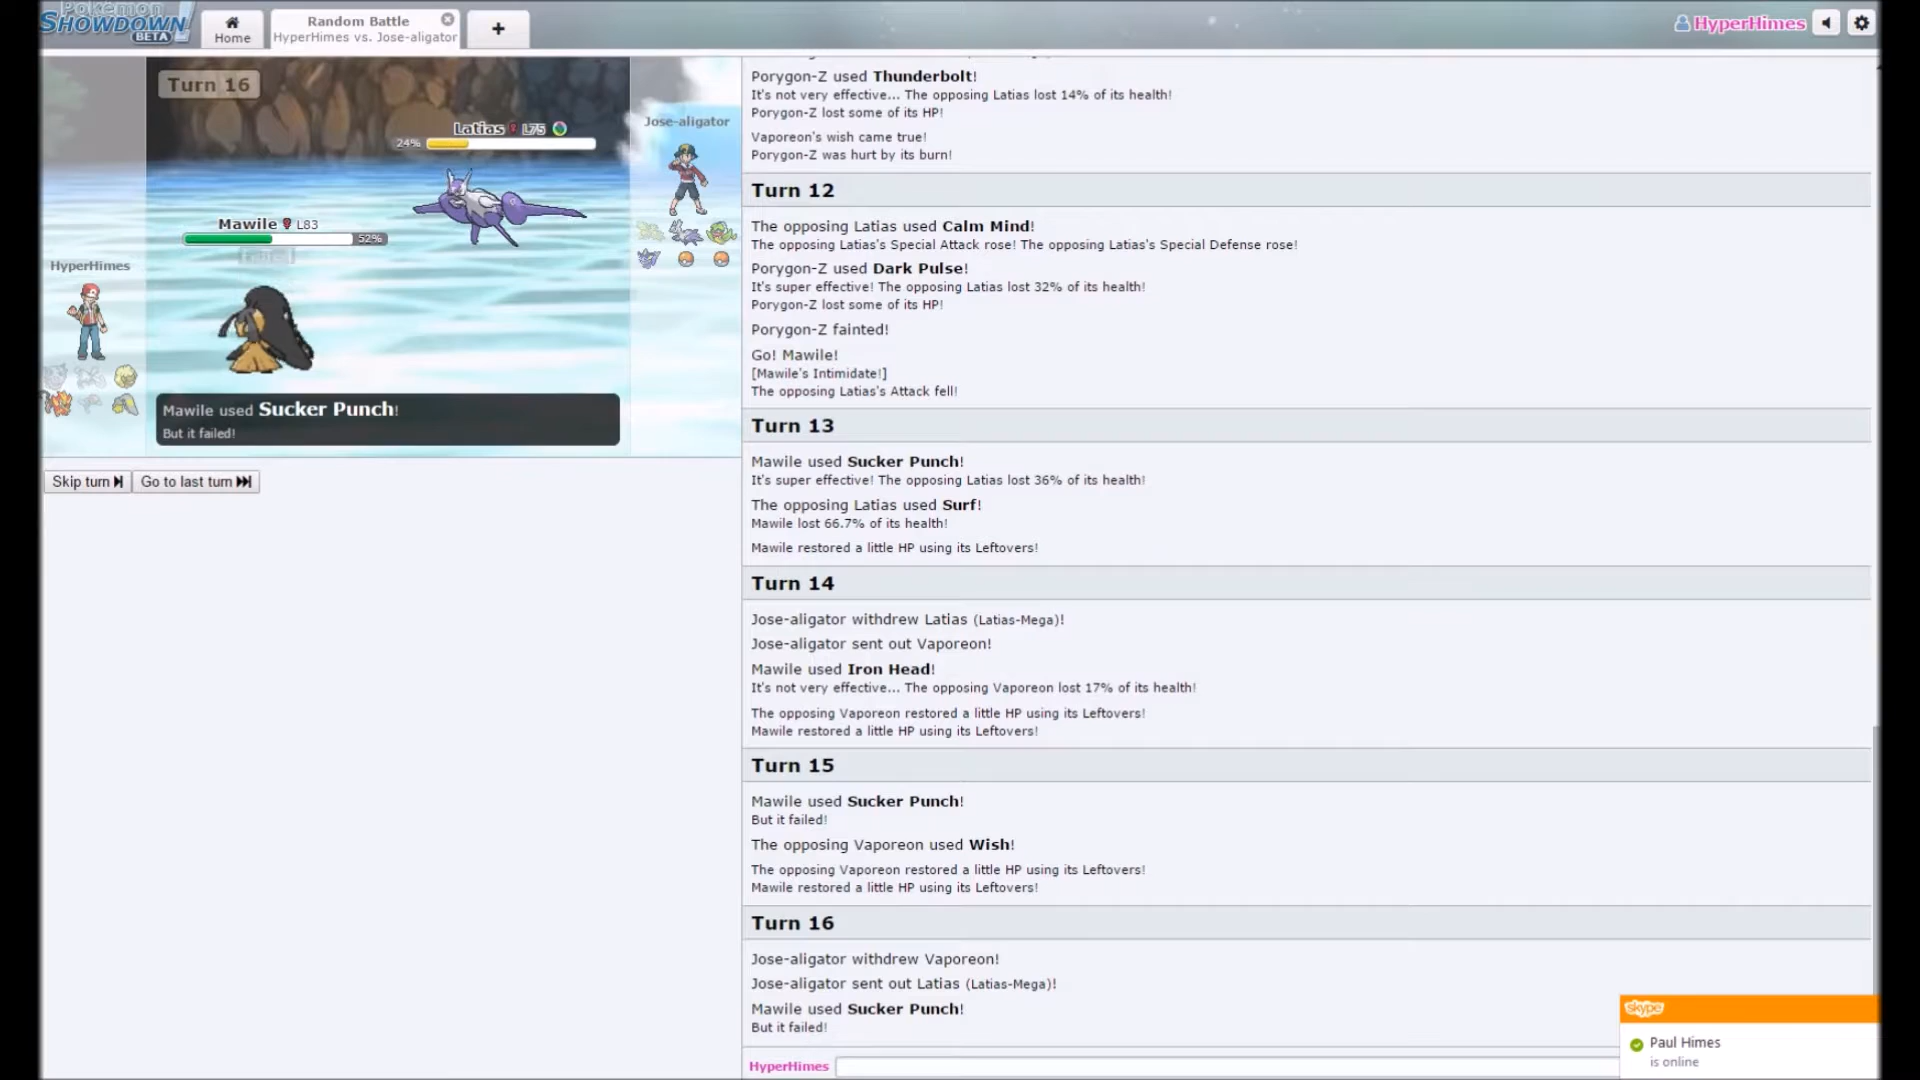 Pokémon
SHOWDOWN!
BETA
Home
Random Battle
HyperHimes vs. Jose-aligator
+
HyperHimes
Turn 16
Latias L75
24%
Mawile L83
52%
HyperHimes
Jose-aligator
Mawile used Sucker Punch!
But it failed!
Skip turn
Go to last turn
Porygon-Z used Thunderbolt!
It's not very effective... The opposing Latias lost 14% of its health!
Porygon-Z lost some of its HP!
Vaporeon's wish came true!
Porygon-Z was hurt by its burn!
Turn 12
The opposing Latias used Calm Mind!
The opposing Latias's Special Attack rose! The opposing Latias's Special Defense rose!
Porygon-Z used Dark Pulse!
It's super effective! The opposing Latias lost 32% of its health!
Porygon-Z lost some of its HP!
Porygon-Z fainted!
Go! Mawile!
[Mawile's Intimidate!]
The opposing Latias's Attack fell!
Turn 13
Mawile used Sucker Punch!
It's super effective! The opposing Latias lost 36% of its health!
The opposing Latias used Surf!
Mawile lost 66.7% of its health!
Mawile restored a little HP using its Leftovers!
Turn 14
Jose-aligator withdrew Latias (Latias-Mega)!
Jose-aligator sent out Vaporeon!
Mawile used Iron Head!
It's not very effective... The opposing Vaporeon lost 17% of its health!
The opposing Vaporeon restored a little HP using its Leftovers!
Mawile restored a little HP using its Leftovers!
Turn 15
Mawile used Sucker Punch!
But it failed!
The opposing Vaporeon used Wish!
The opposing Vaporeon restored a little HP using its Leftovers!
Mawile restored a little HP using its Leftovers!
Turn 16
Jose-aligator withdrew Vaporeon!
Jose-aligator sent out Latias (Latias-Mega)!
Mawile used Sucker Punch!
But it failed!
HyperHimes
skype
Paul Himes
is online